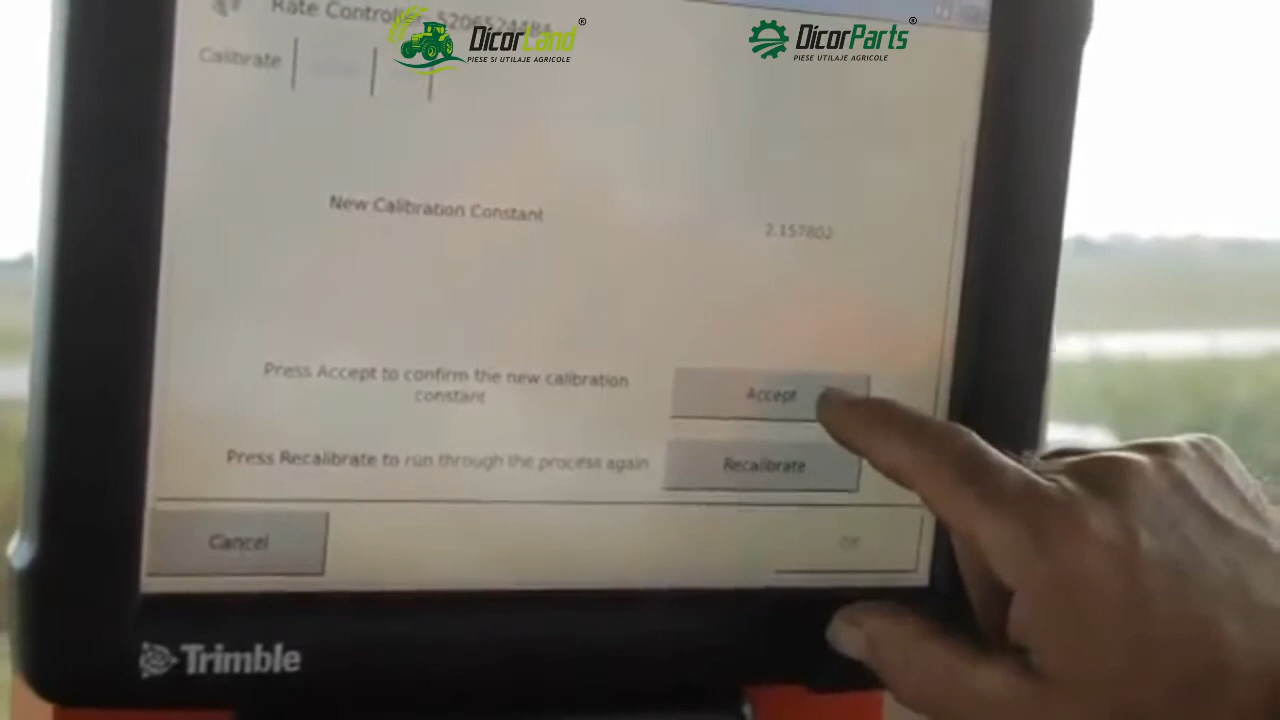 Rate Controller
DicorLand®
PIESE SI UTILAJE AGRICOLE
DicorParts®
PIESE UTILAJE AGRICOLE
Calibrate
New Calibration Constant
2.157802
Press Accept to confirm the new calibration
constant
Accept
Press Recalibrate to run through the process again
Recalibrate
Cancel
Trimble